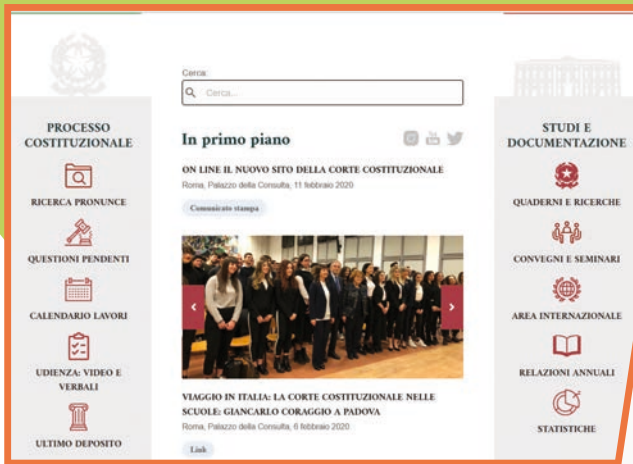 PROCESSO
COSTITUZIONALE
RICERCA PRONUNCE
QUESTIONI PENDENTI
CALENDARIO LAVORI
UDIENZA: VIDEO E
VERBALI
ULTIMO DEPOSITO
Cerca:
Cerca...
In primo piano
ON LINE IL NUOVO SITO DELLA CORTE COSTITUZIONALE
Roma, Palazzo della Consulta, 11 febbraio 2020
Comunicato stampa
VIAGGIO IN ITALIA: LA CORTE COSTITUZIONALE NELLE
SCUOLE: GIANCARLO CORAGGIO A PADOVA
Roma, Palazzo della Consulta, 6 febbraio 2020
Link
STUDI E
DOCUMENTAZIONE
QUADERNI E RICERCHE
CONVEGNI E SEMINARI
AREA INTERNAZIONALE
RELAZIONI ANNUALI
STATISTICHE